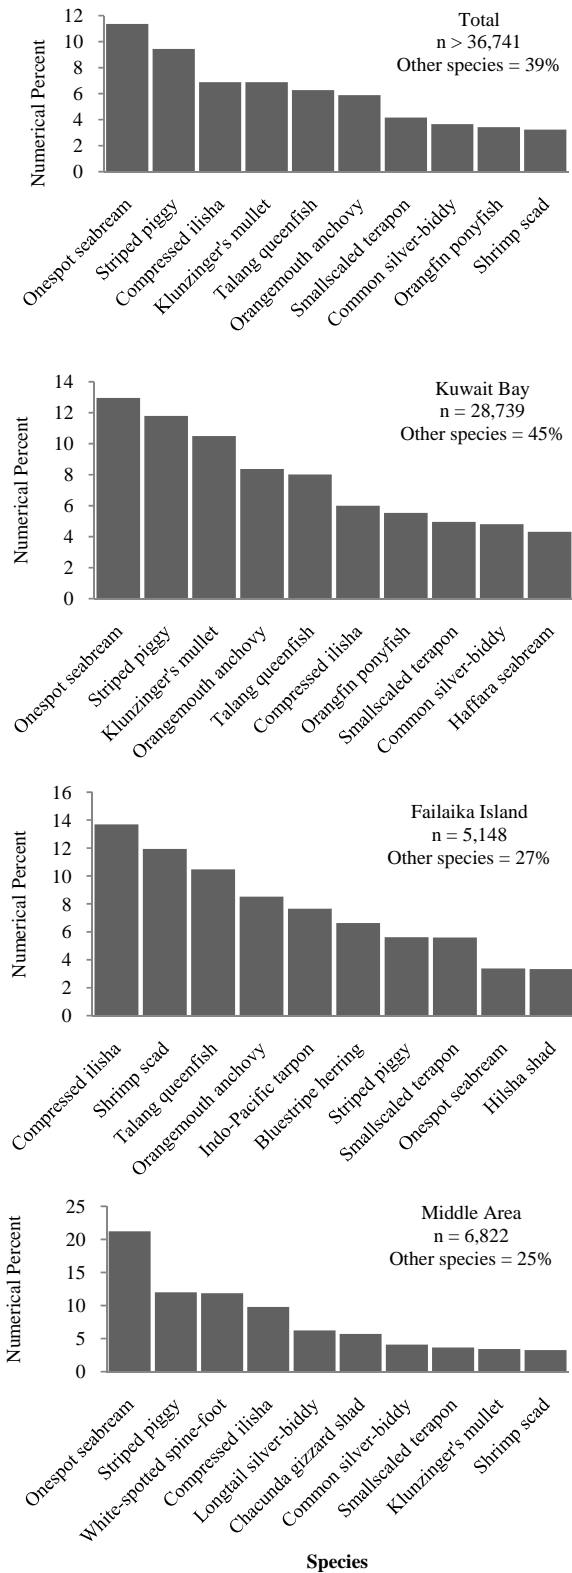 Total
n > 36,741
Other species = 39%
Numerical Percent
12
10
8
6
4
2
0
Onespot seabream
Striped piggy
Compressed ilisha
Klunzinger's mullet
Talang queenfish
Orangemouth anchovy
Smallscaled terapon
Common silver-biddy
Orangfin ponyfish
Shrimp scad
Kuwait Bay
n = 28,739
Other species = 45%
Numerical Percent
14
12
10
8
6
4
2
0
Onespot seabream
Striped piggy
Klunzinger's mullet
Orangemouth anchovy
Talang queenfish
Compressed ilisha
Orangfin ponyfish
Smallscaled terapon
Common silver-biddy
Haffara seabream
Failaika Island
n = 5,148
Other species = 27%
Numerical Percent
16
14
12
10
8
6
4
2
0
Compressed ilisha
Shrimp scad
Talang queenfish
Orangemouth anchovy
Indo-Pacific tarpon
Bluestripe herring
Striped piggy
Smallscaled terapon
Onespot seabream
Hilsha shad
Middle Area
n = 6,822
Other species = 25%
Numerical Percent
25
20
15
10
5
0
Onespot seabream
Striped piggy
White-spotted spine-foot
Compressed ilisha
Longtail silver-biddy
Chacunda gizzard shad
Common silver-biddy
Smallscaled terapon
Klunzinger's mullet
Shrimp scad
Species